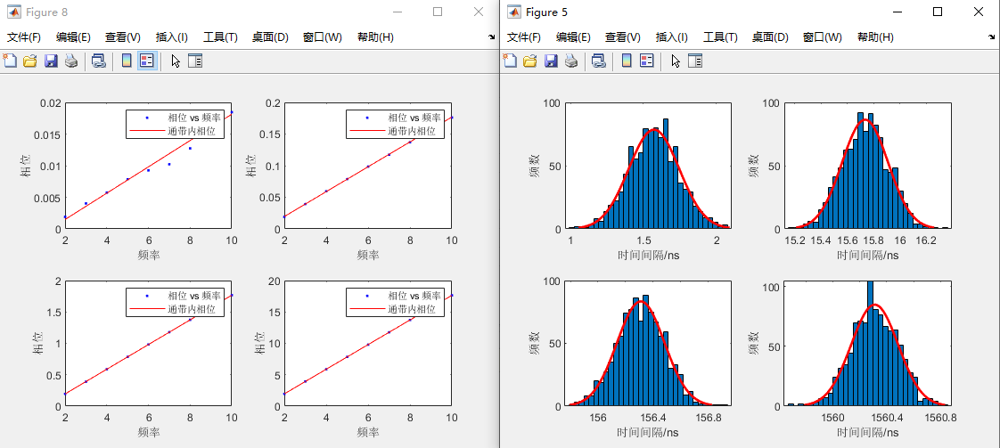 Figure 8
文件(F) 编辑(E) 查看(V) 插入(I) 工具(T) 桌面(D) 窗口(W) 帮助(H)
0.02
0.015
0.01
0.005
0
相位
相位 vs 频率
通带内相位
2 4 6 8 10
频率
0.2
0.15
0.1
0.05
0
相位
相位 vs 频率
通带内相位
2 4 6 8 10
频率
2
1.5
1
0.5
0
相位
相位 vs 频率
通带内相位
2 4 6 8 10
频率
20
15
10
5
0
相位
相位 vs 频率
通带内相位
2 4 6 8 10
频率
Figure 5
文件(F) 编辑(E) 查看(V) 插入(I) 工具(T) 桌面(D) 窗口(W) 帮助(H)
100
50
0
频数
1 1.5 2
时间间隔/ns
100
50
0
频数
15.2 15.4 15.6 15.8 16 16.2
时间间隔/ns
100
50
0
频数
156 156.4 156.8
时间间隔/ns
100
50
0
频数
1560 1560.4 1560.8
时间间隔/ns